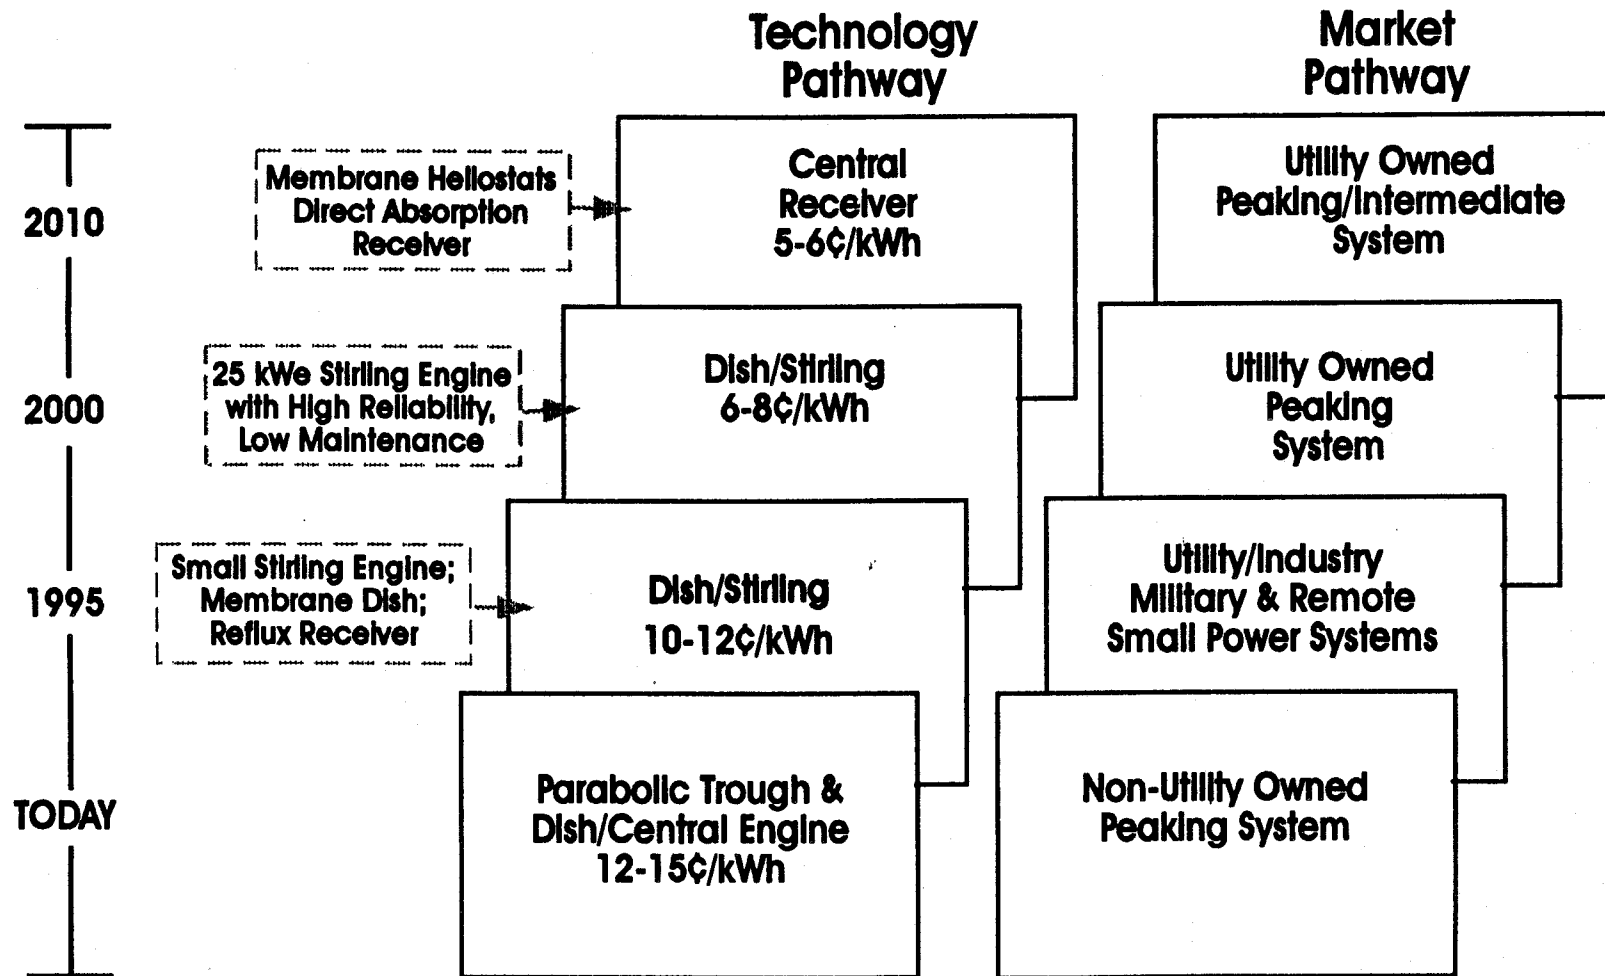 Technology
Pathway
Market
Pathway
2010
Membrane Heliostats
Direct Absorption
Receiver
Central
Receiver
5-6¢/kWh
Utility Owned
Peaking/Intermediate
System
2000
25 kWe Stirling Engine
with High Reliability,
Low Maintenance
Dish/Stirling
6-8¢/kWh
Utility Owned
Peaking
System
1995
Small Stirling Engine;
Membrane Dish;
Reflux Receiver
Dish/Stirling
10-12¢/kWh
Utility/Industry
Military & Remote
Small Power Systems
TODAY
Parabolic Trough &
Dish/Central Engine
12-15¢/kWh
Non-Utility Owned
Peaking System